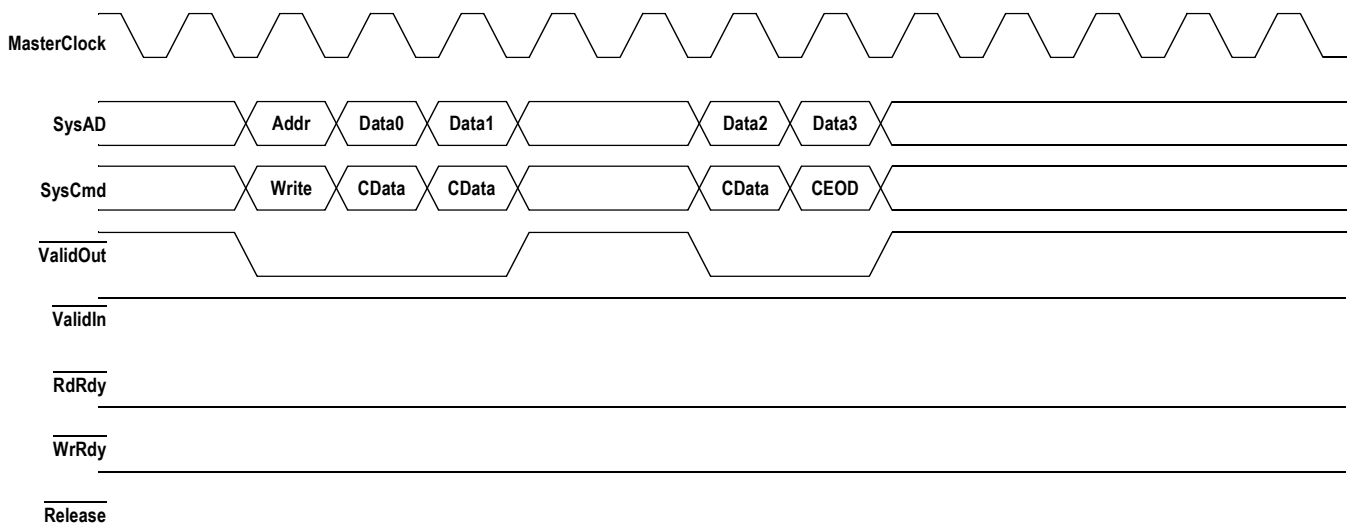 MasterClock
SysAD Addr Data0 Data1 Data2 Data3
SysCmd Write CData CData CData CEOD
ValidOut
ValidIn
RdRdy
WrRdy
Release